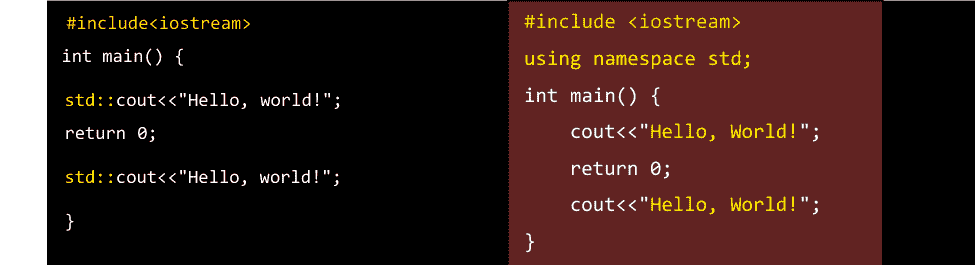 #include<iostream>
int main() {
std::cout<<"Hello, world!";
return 0;
std::cout<<"Hello, world!";
}
#include <iostream>
using namespace std;
int main() {
cout<<"Hello, World!";
return 0;
cout<<"Hello, World!";
}